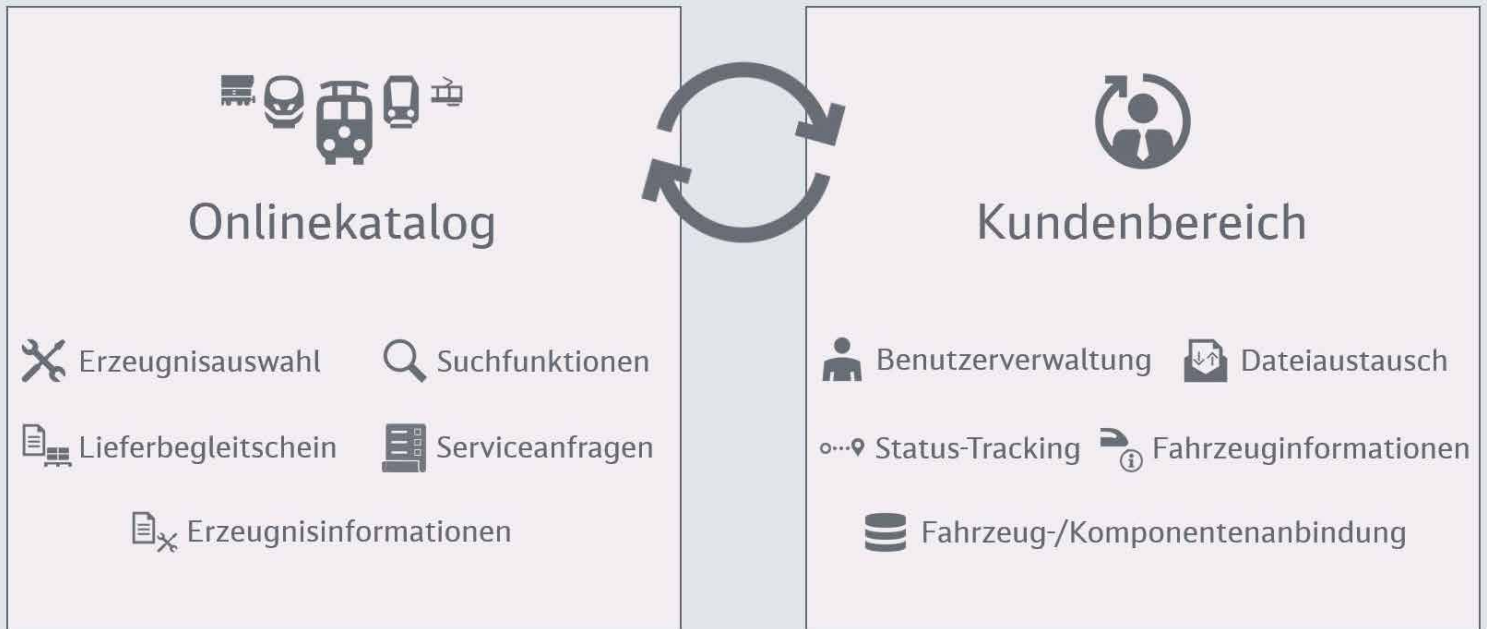 Onlinekatalog
Erzeugnisauswahl
Suchfunktionen
Lieferbegleitschein
Serviceanfragen
Erzeugnisinformationen
Kundenbereich
Benutzerverwaltung
Dateiaustausch
Status-Tracking
Fahrzeuginformationen
Fahrzeug-/Komponentenanbindung